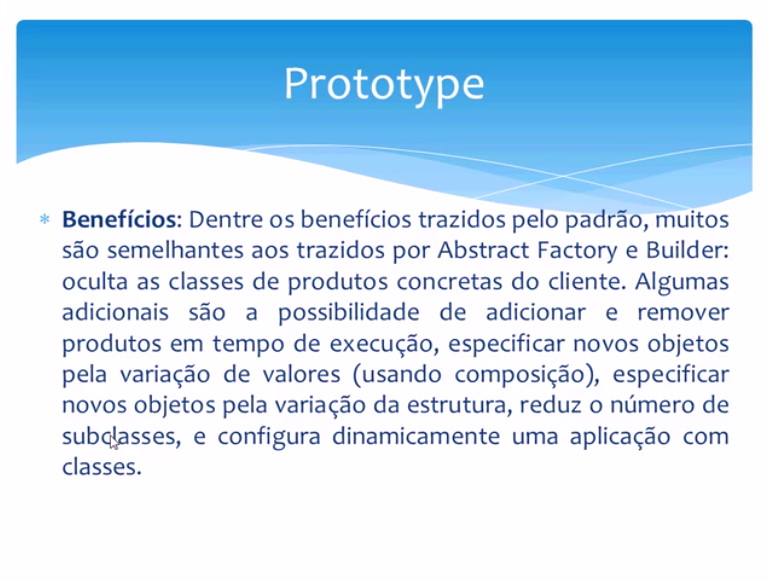 Prototype
* Benefícios: Dentre os benefícios trazidos pelo padrão, muitos
são semelhantes aos trazidos por Abstract Factory e Builder:
oculta as classes de produtos concretas do cliente. Algumas
adicionais são a possibilidade de adicionar e remover
produtos em tempo de execução, especificar novos objetos
pela variação de valores (usando composição), especificar
novos objetos pela variação da estrutura, reduz o número de
subclasses, e configura dinamicamente uma aplicação com
classes.